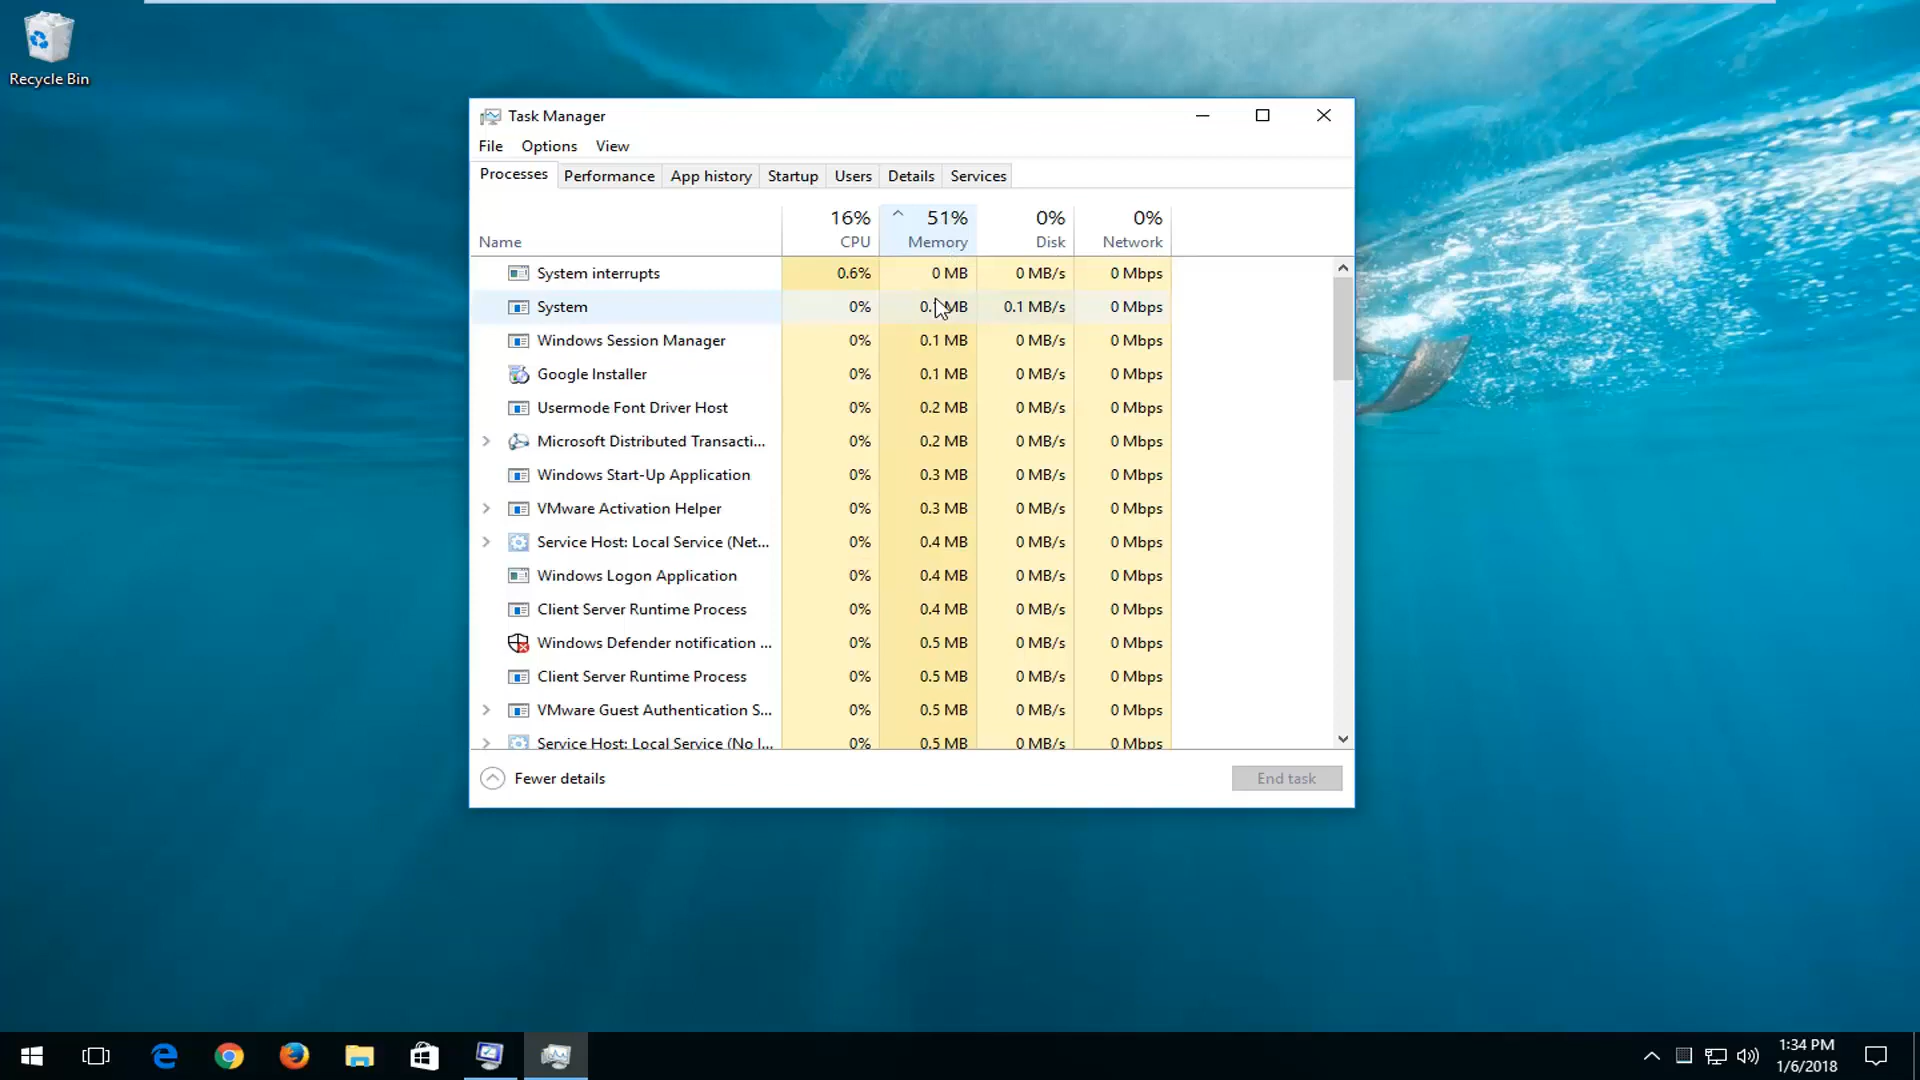 Recycle Bin
Task Manager
File Options View
Processes Performance App history Startup Users Details Services
16% 51% 0% 0%
Name CPU Memory Disk Network
System interrupts 0.6% 0 MB 0 MB/s 0 Mbps
System 0% 0. MB 0.1 MB/s 0 Mbps
Windows Session Manager 0% 0.1 MB 0 MB/s 0 Mbps
Google Installer 0% 0.1 MB 0 MB/s 0 Mbps
Usermode Font Driver Host 0% 0.2 MB 0 MB/s 0 Mbps
Microsoft Distributed Transacti... 0% 0.2 MB 0 MB/s 0 Mbps
Windows Start-Up Application 0% 0.3 MB 0 MB/s 0 Mbps
VMware Activation Helper 0% 0.3 MB 0 MB/s 0 Mbps
Service Host: Local Service (Net... 0% 0.4 MB 0 MB/s 0 Mbps
Windows Logon Application 0% 0.4 MB 0 MB/s 0 Mbps
Client Server Runtime Process 0% 0.4 MB 0 MB/s 0 Mbps
Windows Defender notification ... 0% 0.5 MB 0 MB/s 0 Mbps
Client Server Runtime Process 0% 0.5 MB 0 MB/s 0 Mbps
VMware Guest Authentication S... 0% 0.5 MB 0 MB/s 0 Mbps
Service Host: Local Service (No I... 0% 0.5 MB 0 MB/s 0 Mbps
Fewer details End task
1:34 PM
1/6/2018